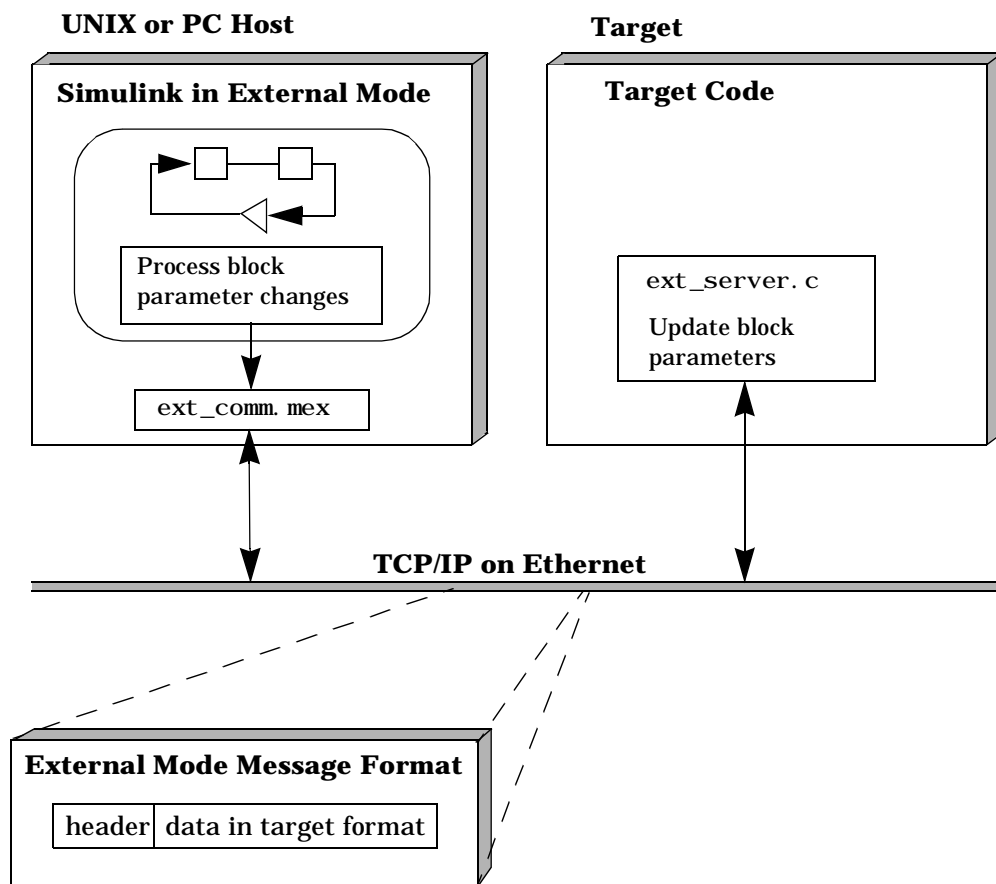 UNIX or PC Host
Simulink in External Mode
Process block
parameter changes
ext_comm.mex
Target
Target Code
ext_server.c
Update block
parameters
TCP/IP on Ethernet
External Mode Message Format
header data in target format